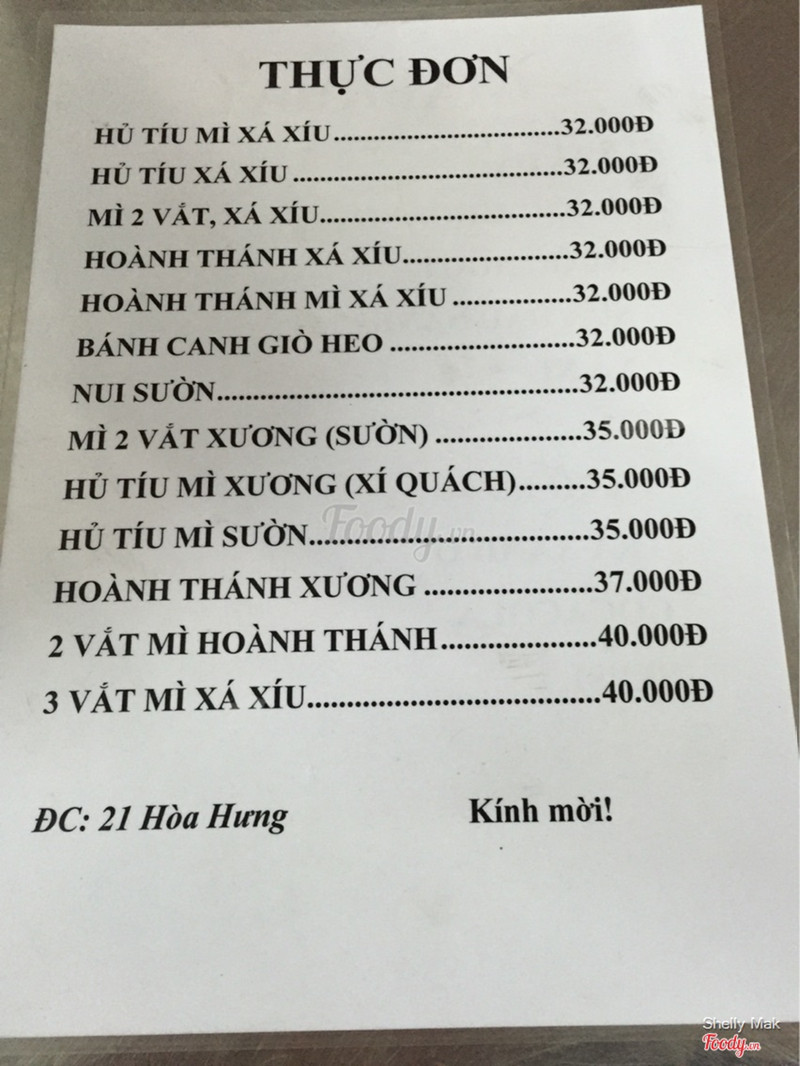 THỰC ĐƠN
HỦ TÍU MÌ XÁ XÍU................................32.000Đ
HỦ TÍU XÁ XÍU ......................................32.000Đ
MÌ 2 VẮT, XÁ XÍU...................................32.000Đ
HOÀNH THÁNH XÁ XÍU.......................32.000Đ
HOÀNH THÁNH MÌ XÁ XÍU ................32.000Đ
BÁNH CANH GIÒ HEO .........................32.000Đ
NUI SƯỜN................................................32.000Đ
MÌ 2 VẮT XƯƠNG (SƯỜN) ...................35.000Đ
HỦ TÍU MÌ XƯƠNG (XÍ QUÁCH).........35.000Đ
HỦ TÍU MÌ SƯỜN...................................35.000Đ
HOÀNH THÁNH XƯƠNG .....................37.000Đ
2 VẮT MÌ HOÀNH THÁNH...................40.000Đ
3 VẮT MÌ XÁ XÍU....................................40.000Đ
Foody.vn
ĐC: 21 Hòa Hưng Kính mời!
Shelly Mak
Foody.vn